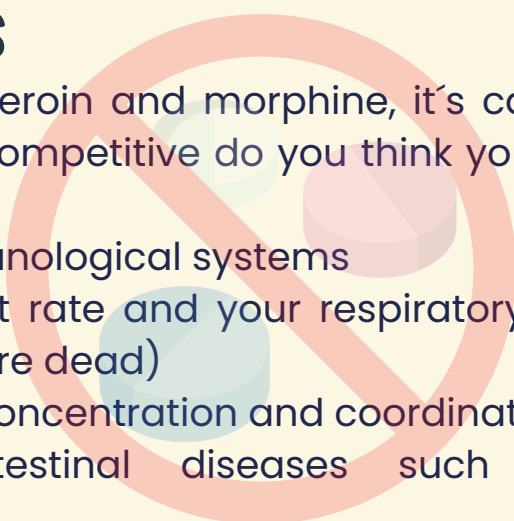 s
eroin and morphine, it´s co
ompetitive do you think yo
nological systems
t rate and your respiratory
re dead)
oncentration and coordinat
testinal diseases such